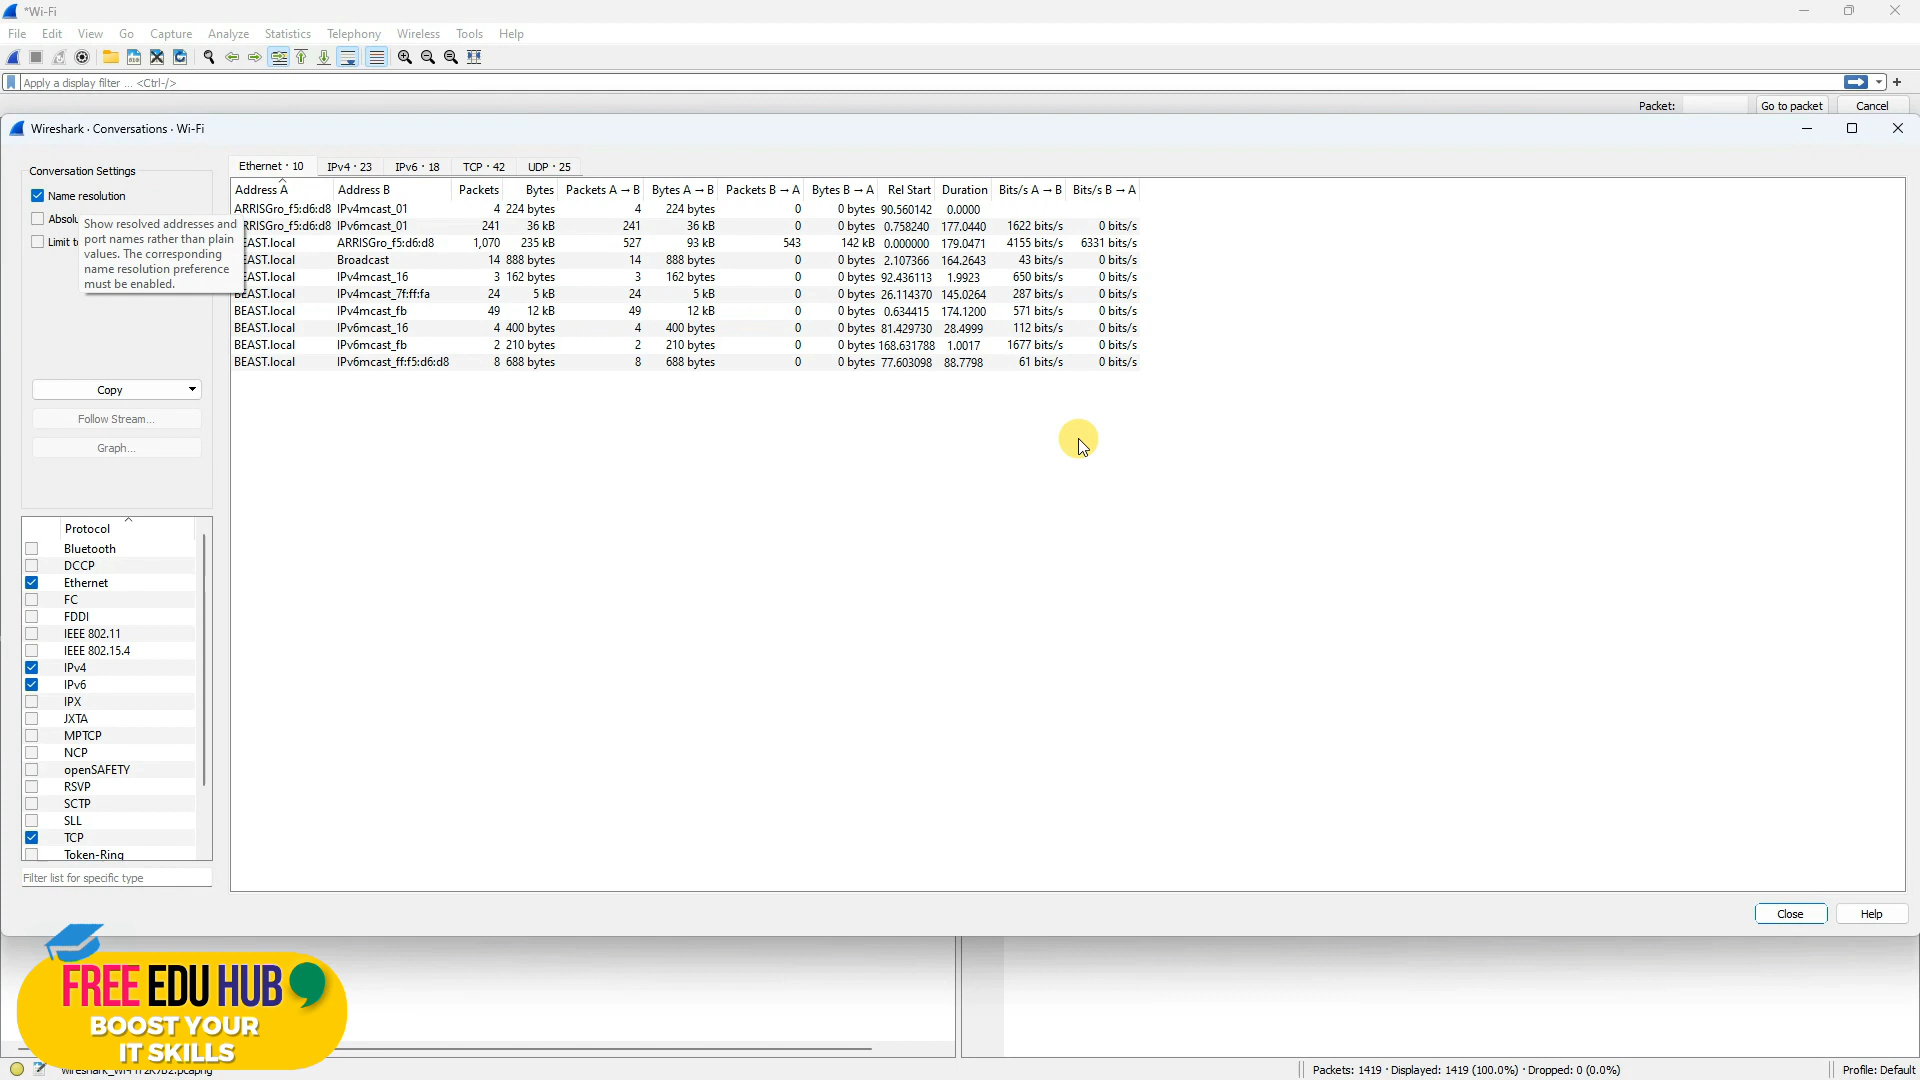 *Wi-Fi
File Edit View Go Capture Analyze Statistics Telephony Wireless Tools Help
Apply a display filter ... <Ctrl-/>
Packet: Go to packet Cancel
Wireshark · Conversations · Wi-Fi
Conversation Settings
Name resolution
Absolu
Limit to
Show resolved addresses and
port names rather than plain
values. The corresponding
name resolution preference
must be enabled.
Copy
Follow Stream...
Graph...
Ethernet · 10 IPv4 · 23 IPv6 · 18 TCP · 42 UDP · 25
Address A Address B Packets Bytes Packets A → B Bytes A → B Packets B → A Bytes B → A Rel Start Duration Bits/s A → B Bits/s B → A
ARRISGro_f5:d6:d8 IPv4mcast_01 4 224 bytes 4 224 bytes 0 0 bytes 90.560142 0.0000
RRISGro_f5:d6:d8 IPv6mcast_01 241 36 kB 241 36 kB 0 0 bytes 0.758240 177.0440 1622 bits/s 0 bits/s
EAST.local ARRISGro_f5:d6:d8 1,070 235 kB 527 93 kB 543 142 kB 0.000000 179.0471 4155 bits/s 6331 bits/s
EAST.local Broadcast 14 888 bytes 14 888 bytes 0 0 bytes 2.107366 164.2643 43 bits/s 0 bits/s
EAST.local IPv4mcast_16 3 162 bytes 3 162 bytes 0 0 bytes 92.436113 1.9923 650 bits/s 0 bits/s
BEAST.local IPv4mcast_7f:ff:fa 24 5 kB 24 5 kB 0 0 bytes 26.114370 145.0264 287 bits/s 0 bits/s
BEAST.local IPv4mcast_fb 49 12 kB 49 12 kB 0 0 bytes 0.634415 174.1200 571 bits/s 0 bits/s
BEAST.local IPv6mcast_16 4 400 bytes 4 400 bytes 0 0 bytes 81.429730 28.4999 112 bits/s 0 bits/s
BEAST.local IPv6mcast_fb 2 210 bytes 2 210 bytes 0 0 bytes 168.631788 1.0017 1677 bits/s 0 bits/s
BEAST.local IPv6mcast_ff:f5:d6:d8 8 688 bytes 8 688 bytes 0 0 bytes 77.603098 88.7798 61 bits/s 0 bits/s
Protocol
Bluetooth
DCCP
Ethernet
FC
FDDI
IEEE 802.11
IEEE 802.15.4
IPv4
IPv6
IPX
JXTA
MPTCP
NCP
openSAFETY
RSVP
SCTP
SLL
TCP
Token-Ring
Filter list for specific type
Close Help
FREE EDU HUB
BOOST YOUR
IT SKILLS
Packets: 1419 · Displayed: 1419 (100.0%) · Dropped: 0 (0.0%) Profile: Default